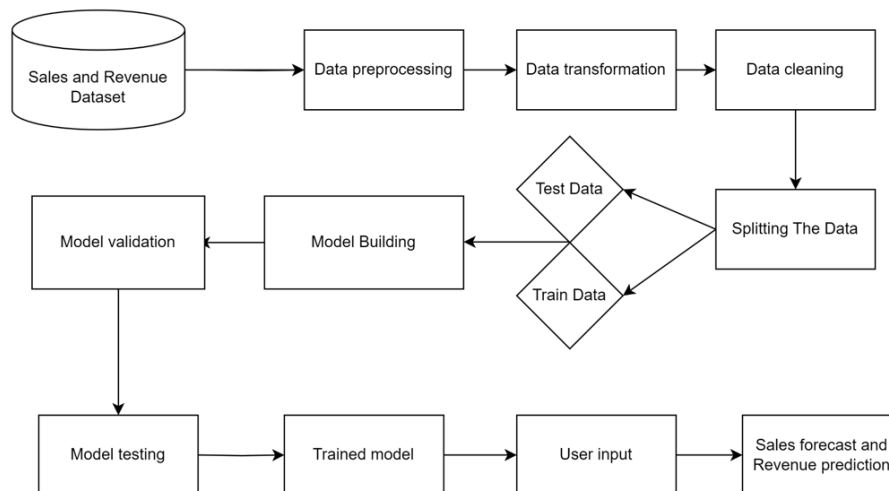 Sales and Revenue
Dataset
Data preprocessing
Data transformation
Data cleaning
Splitting The Data
Test Data
Train Data
Model Building
Model validation
Model testing
Trained model
User input
Sales forecast and
Revenue prediction